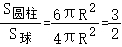 S圆柱/S球 = 6πR²/4πR² = 3/2